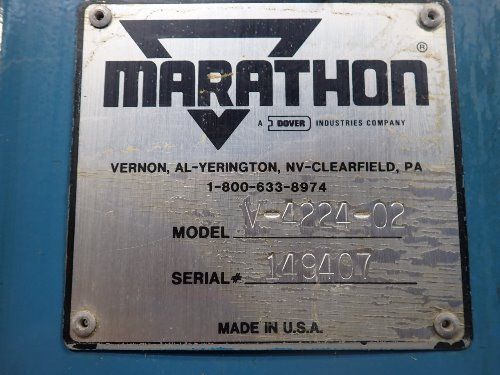 MARATHON ®
A DOVER INDUSTRIES COMPANY
VERNON, AL-YERINGTON, NV-CLEARFIELD, PA
1-800-633-8974
MODEL V-4224-02
SERIAL# 149407
MADE IN U.S.A.